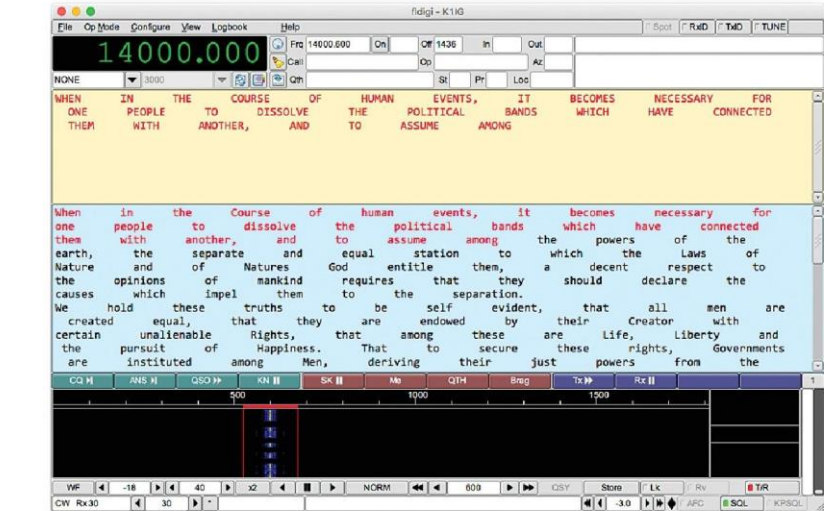 fldigi - K1IG
File Op Mode Configure View Logbook Help Spot RxID TxID TUNE
14000.000 Frq 14000.600 On Off 1436 In Out
Call Op Az
NONE 3000 Qth St Pr Loc
WHEN IN THE COURSE OF HUMAN EVENTS, IT BECOMES NECESSARY FOR
ONE PEOPLE TO DISSOLVE THE POLITICAL BANDS WHICH HAVE CONNECTED
THEM WITH ANOTHER, AND TO ASSUME AMONG
When in the Course of human events, it becomes necessary for
one people to dissolve the political bands which have connected
them with another, and to assume among the powers of the
earth, the separate and equal station to which the Laws of
Nature and of Natures God entitle them, a decent respect to
the opinions of mankind requires that they should declare the
causes which impel them to the separation.
We hold these truths to be self evident, that all men are
created equal, that they are endowed by their Creator with
certain unalienable Rights, that among these are Life, Liberty and
the pursuit of Happiness. That to secure these rights, Governments
are instituted among Men, deriving their just powers from the
CQ ANS QSO KN SK Me QTH Brag Tx Rx 1
500 1000 1500
WF -18 40 x2 NORM 600 QSY Store Lk Rv T/R
CW Rx 30 30 * -3.0 AFC SQL KPSQL